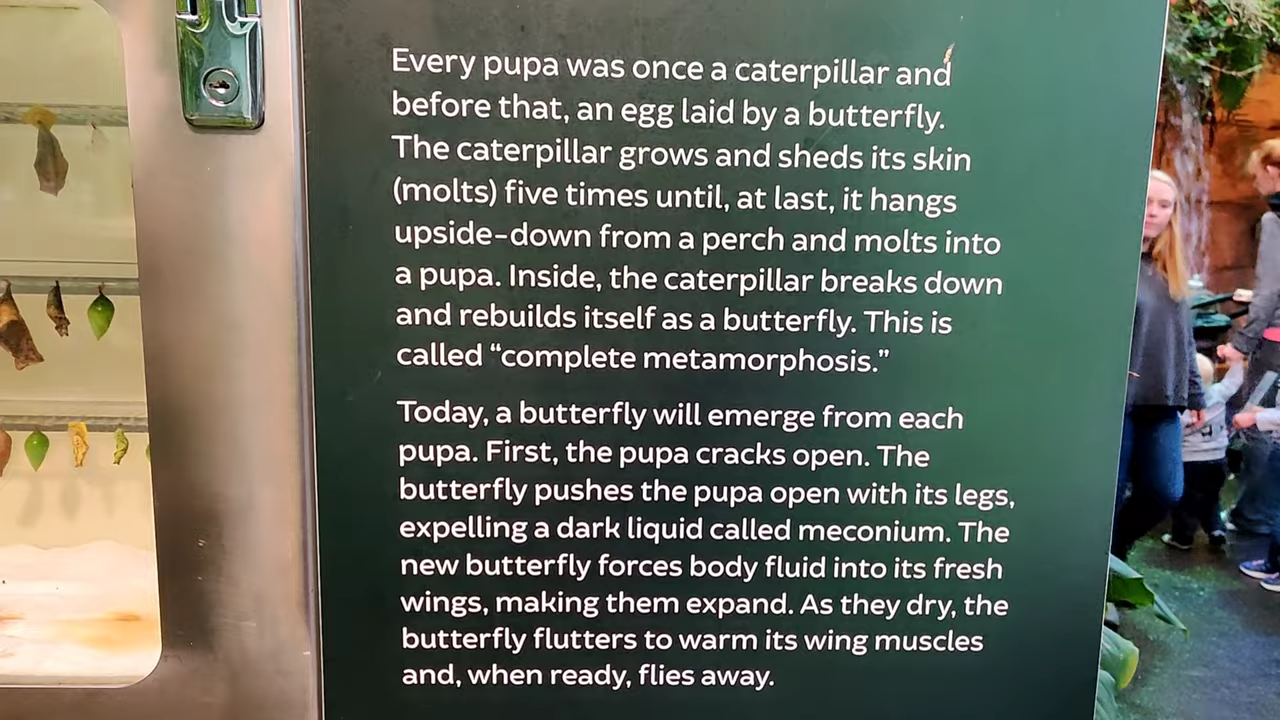 Every pupa was once a caterpillar and
before that, an egg laid by a butterfly.
The caterpillar grows and sheds its skin
(molts) five times until, at last, it hangs
upside-down from a perch and molts into
a pupa. Inside, the caterpillar breaks down
and rebuilds itself as a butterfly. This is
called “complete metamorphosis.”
Today, a butterfly will emerge from each
pupa. First, the pupa cracks open. The
butterfly pushes the pupa open with its legs,
expelling a dark liquid called meconium. The
new butterfly forces body fluid into its fresh
wings, making them expand. As they dry, the
butterfly flutters to warm its wing muscles
and, when ready, flies away.